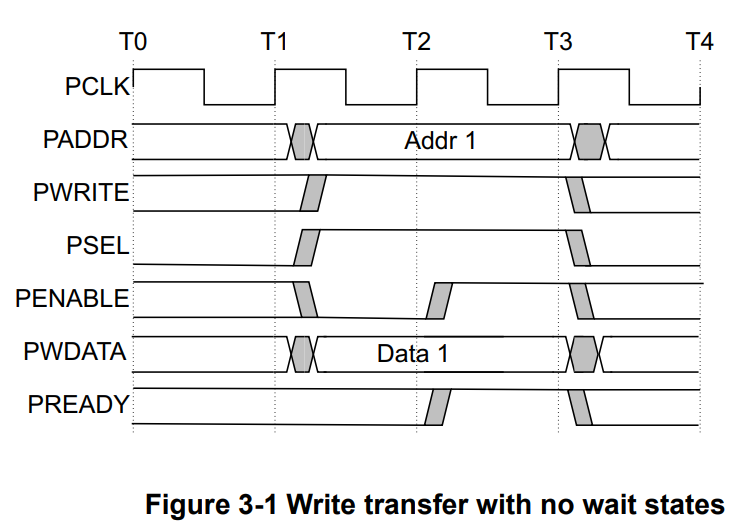 T0 T1 T2 T3 T4
PCLK
PADDR Addr 1
PWRITE
PSEL
PENABLE
PWDATA Data 1
PREADY
Figure 3-1 Write transfer with no wait states